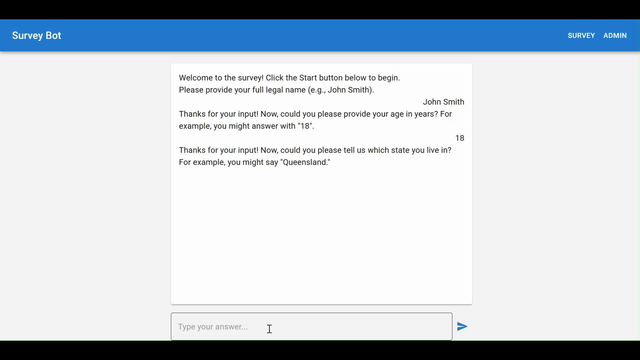 Survey Bot
SURVEY
ADMIN
Welcome to the survey! Click the Start button below to begin.
Please provide your full legal name (e.g., John Smith).
John Smith
Thanks for your input! Now, could you please provide your age in years? For
example, you might answer with "18".
18
Thanks for your input! Now, could you please tell us which state you live in?
For example, you might say "Queensland."
Type your answer...